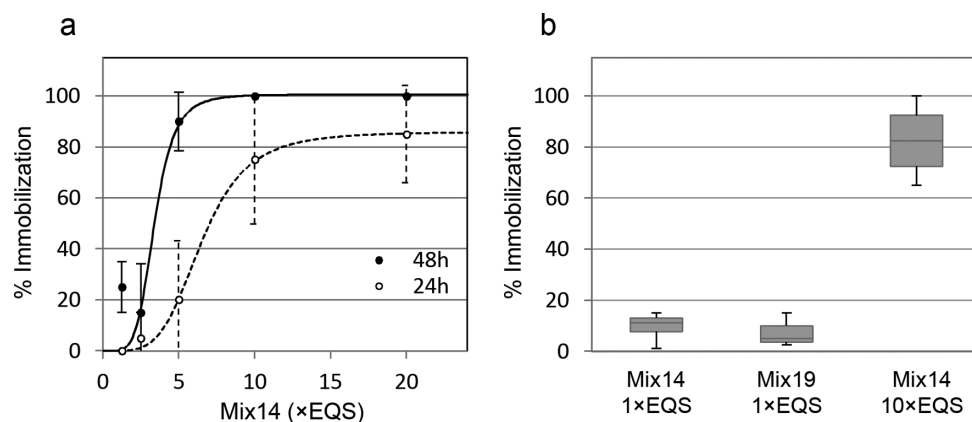 a
% Immobilization
100
80
60
40
20
0
48h
24h
0 5 10 15 20
Mix14 (×EQS)
b
% Immobilization
100
80
60
40
20
0
Mix14 Mix19 Mix14
1×EQS 1×EQS 10×EQS